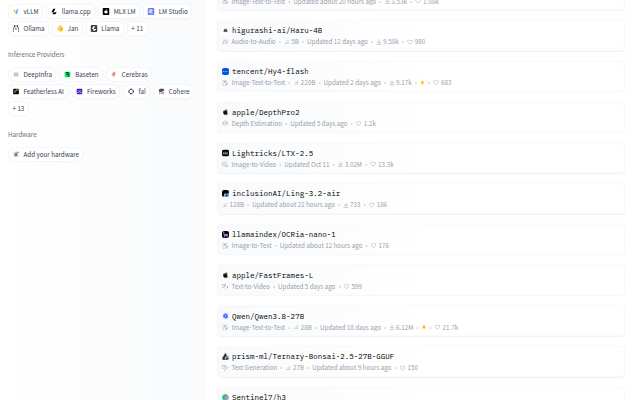 vLLM llama.cpp MLX LM LM Studio
Ollama Jan Llama + 11
Inference Providers
DeepInfra Baseten Cerebras
Featherless AI Fireworks fal Cohere
+ 13
Hardware
Add your hardware
higurashi-ai/Haru-4B
Audio-to-Audio • 5B • Updated 12 days ago • 9.58k • 980
tencent/Hy4-flash
Image-Text-to-Text • 210B • Updated 2 days ago • 9.17k • • 683
apple/DepthPro2
Depth Estimation • Updated 5 days ago • 1.2k
Lightricks/LTX-2.5
Image-to-Video • Updated Oct 11 • 3.02M • 13.3k
inclusionAI/Ling-3.2-air
128B • Updated about 22 hours ago • 733 • 186
llamaindex/OCRia-nano-1
Image-to-Text • Updated about 12 hours ago • 176
apple/FastFrames-L
Text-to-Video • Updated 5 days ago • 599
Qwen/Qwen3.8-27B
Image-Text-to-Text • 28B • Updated 18 days ago • 6.12M • • 21.7k
prism-ml/Ternary-Bonsai-2.5-27B-GGUF
Text Generation • 27B • Updated about 9 hours ago • 150
Sentinel7/h3